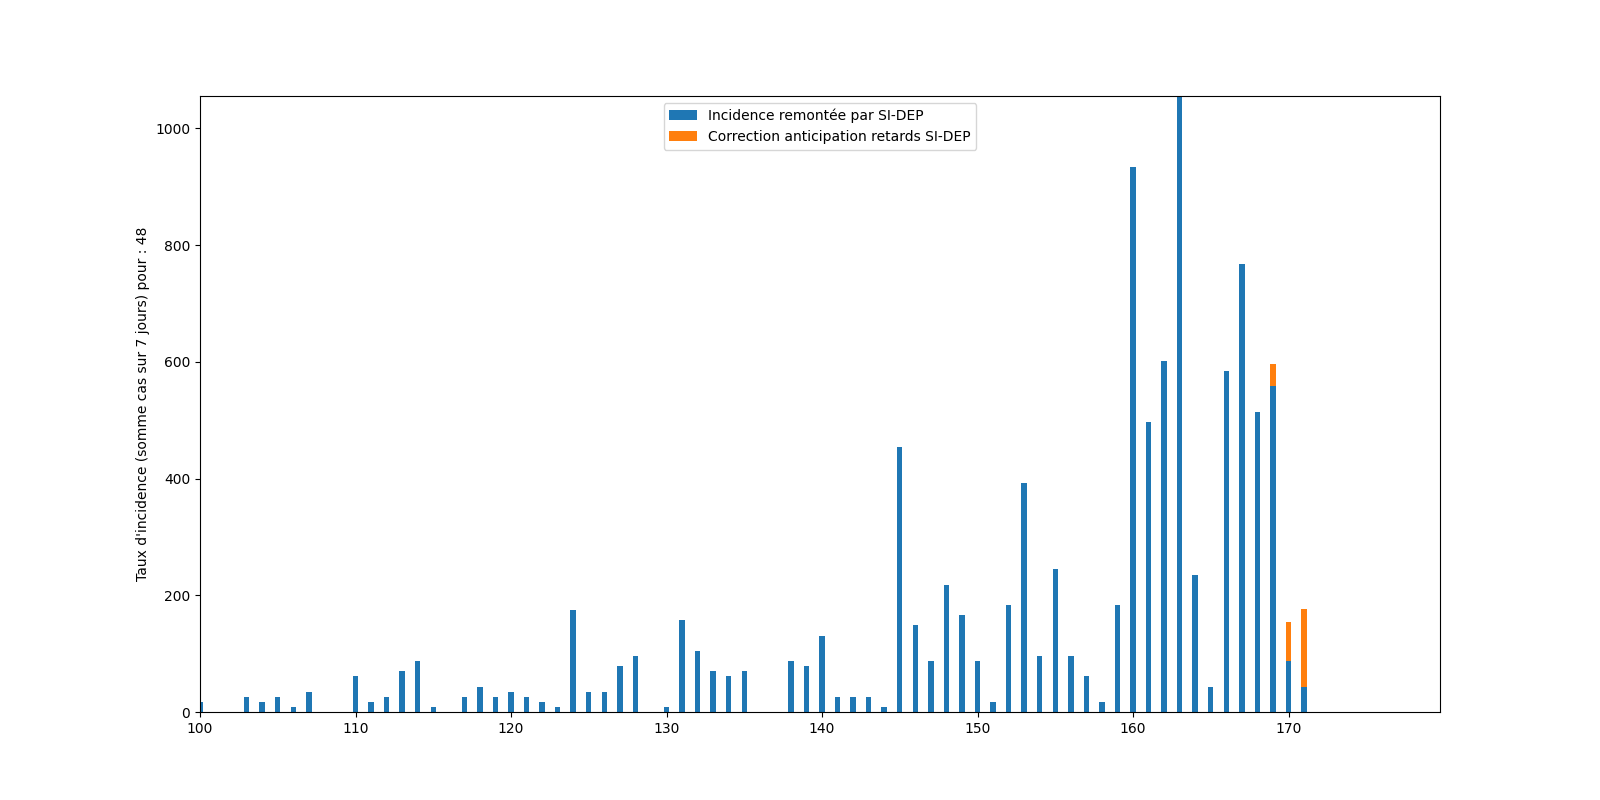 Incidence remontée par SI-DEP
Correction anticipation retards SI-DEP
Taux d'incidence (somme cas sur 7 jours) pour : 48
1000
800
600
400
200
0
100 110 120 130 140 150 160 170